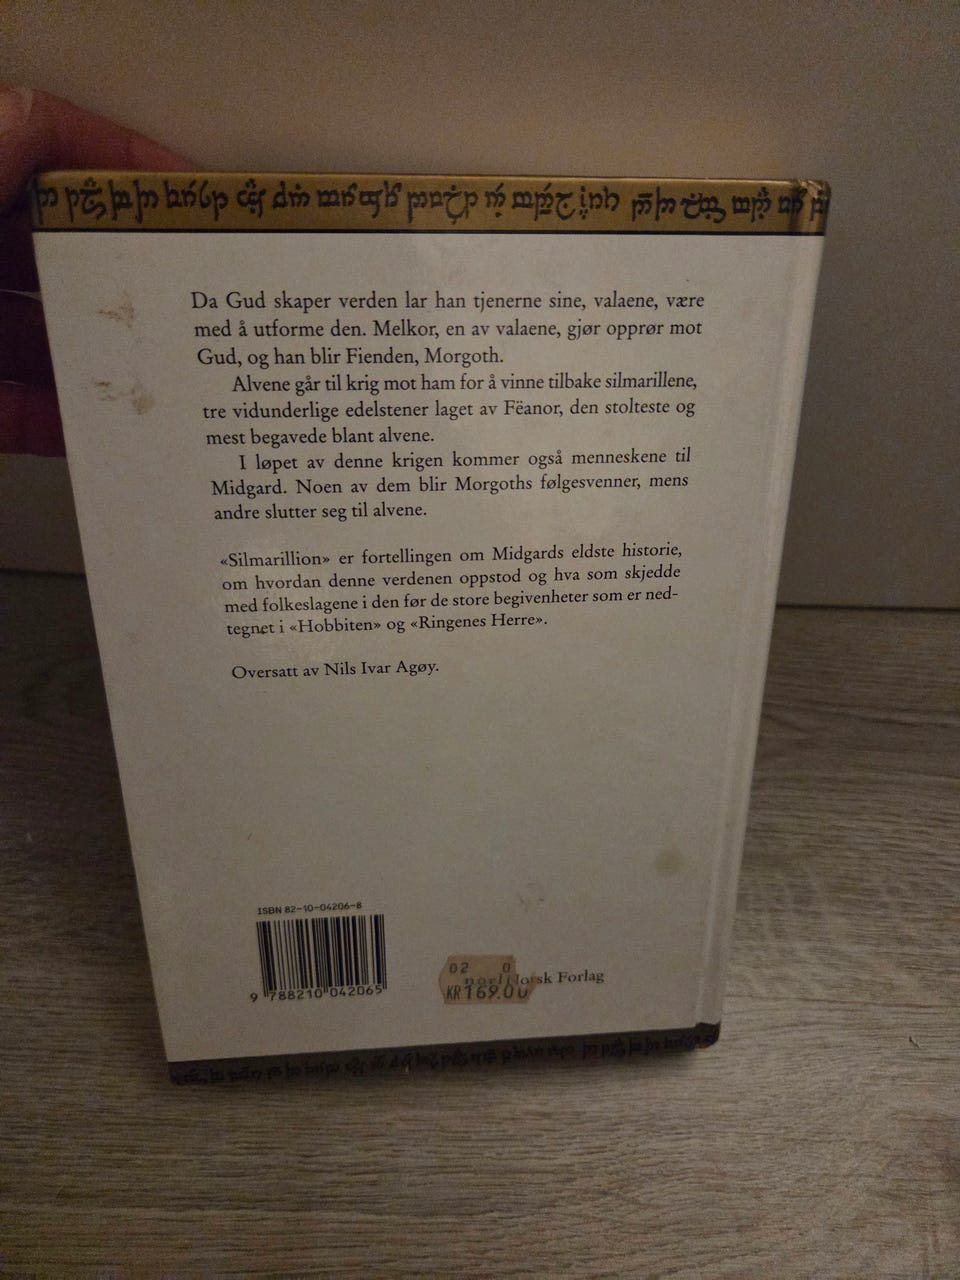 Da Gud skaper verden lar han tjenerne sine, valaene, være
med å utforme den. Melkor, en av valaene, gjør opprør mot
Gud, og han blir Fienden, Morgoth.
Alvene går til krig mot ham for å vinne tilbake silmarillene,
tre vidunderlige edelstener laget av Fëanor, den stolteste og
mest begavede blant alvene.
I løpet av denne krigen kommer også menneskene til
Midgard. Noen av dem blir Morgoths følgesvenner, mens
andre slutter seg til alvene.
«Silmarillion» er fortellingen om Midgards eldste historie,
om hvordan denne verdenen oppstod og hva som skjedde
med folkeslagene i den før de store begivenheter som er ned-
tegnet i «Hobbiten» og «Ringenes Herre».
Oversatt av Nils Ivar Agøy.
ISBN 82-10-04206-8
9 788210 042065
02 0
norli
KR 169.00
Forlag